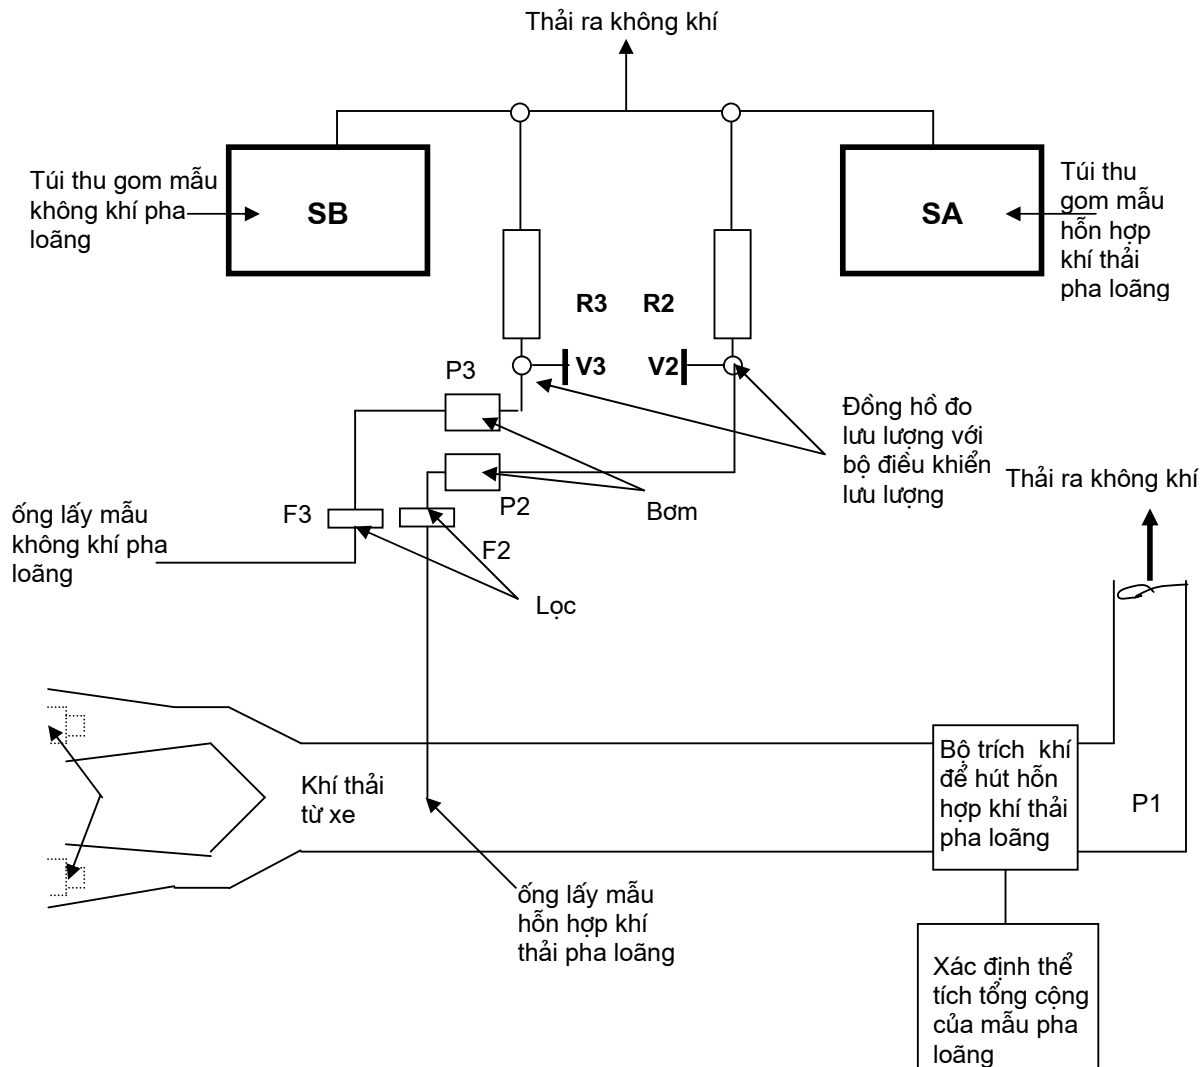 Thải ra không khí
Túi thu gom mẫu
không khí pha
loãng
SB
SA
Túi thu
gom mẫu
hỗn hợp
khí thải
pha loãng
R3
R2
P3
V3
V2
Đồng hồ đo
lưu lượng với
bộ điều khiển
lưu lượng
Thải ra không khí
ống lấy mẫu
không khí pha
loãng
F3
P2
F2
Bơm
Lọc
Khí thải
từ xe
Bộ trích khí
để hút hỗn
hợp khí thải
pha loãng
P1
ống lấy mẫu
hỗn hợp khí
thải pha loãng
Xác định thể
tích tổng cộng
của mẫu pha
loãng